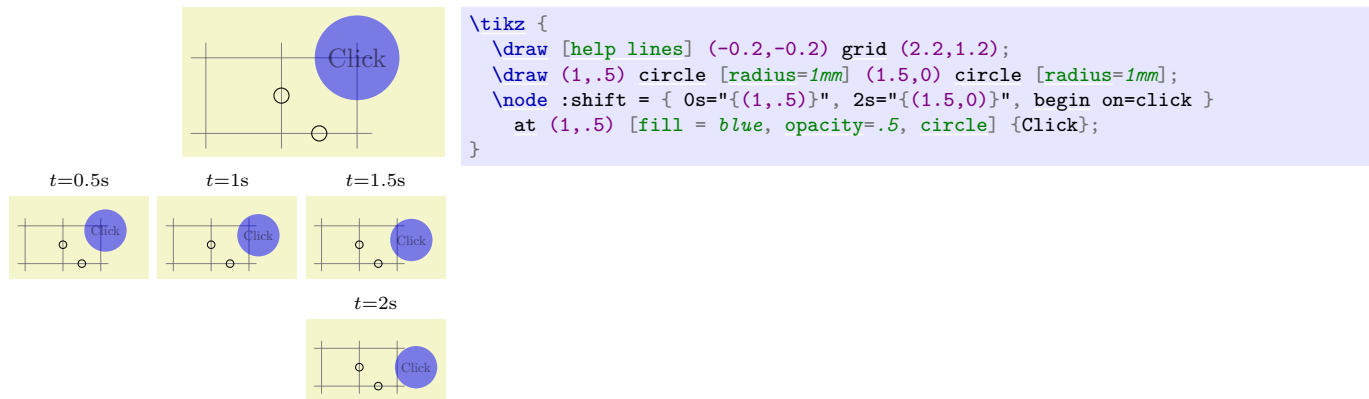 Click
\tikz {
  \draw [help lines] (-0.2,-0.2) grid (2.2,1.2);
  \draw (1,.5) circle [radius=1mm] (1.5,0) circle [radius=1mm];
  \node :shift = { 0s="{(1,.5)}", 2s="{(1.5,0)}", begin on=click }
    at (1,.5) [fill = blue, opacity=.5, circle] {Click};
}
t=0.5s t=1s t=1.5s
Click Click Click
t=2s
Click